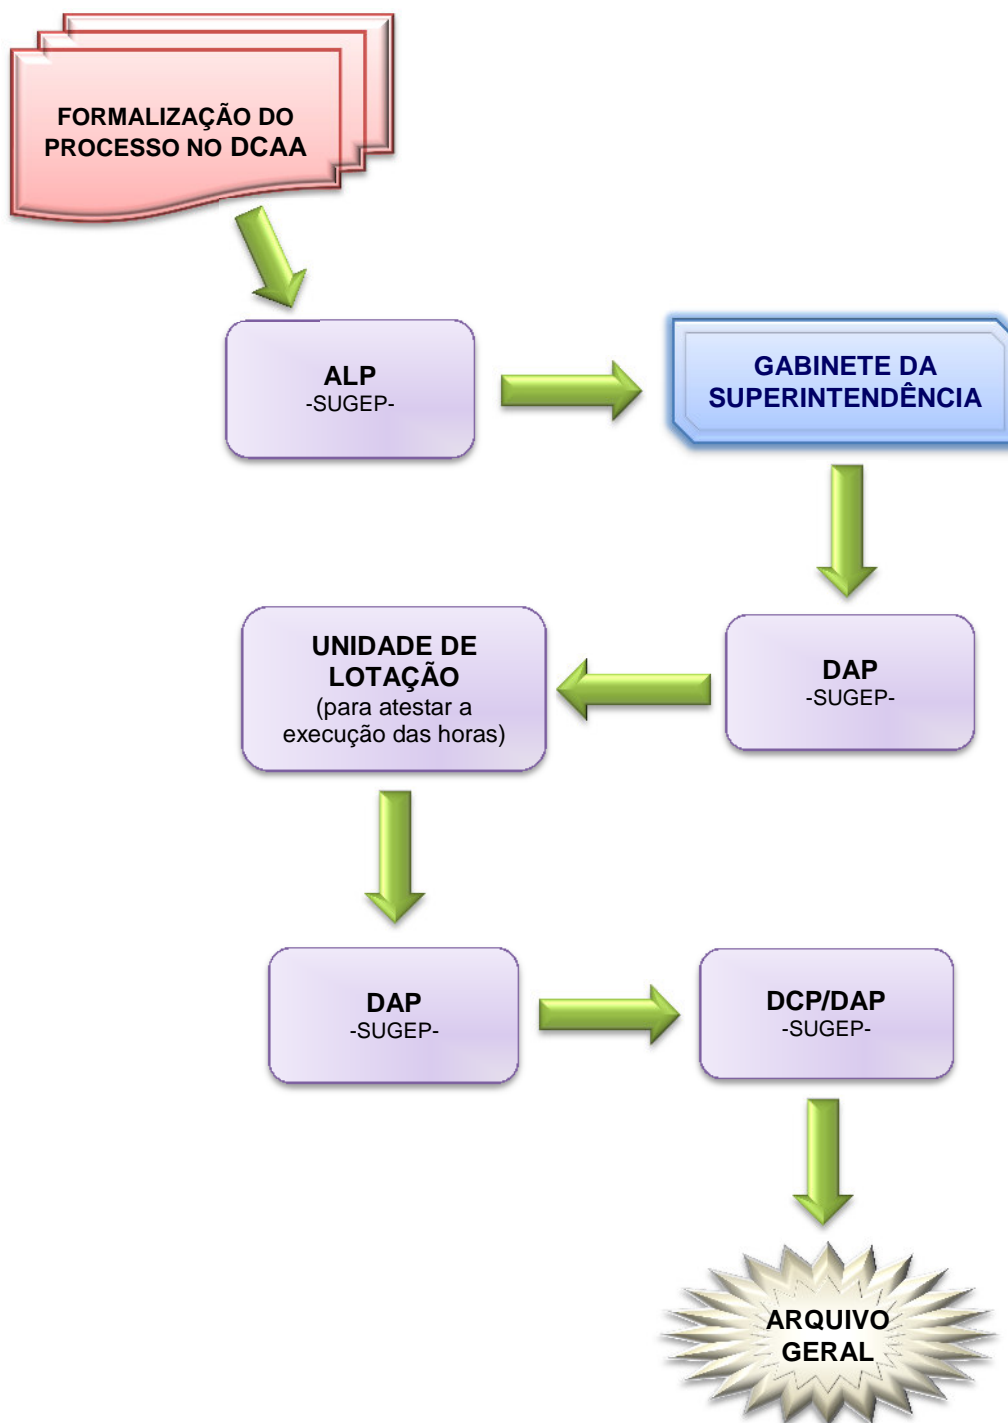 FORMALIZAÇÃO DO
PROCESSO NO DCAA
ALP
-SUGEP-
GABINETE DA
SUPERINTENDÊNCIA
DAP
-SUGEP-
UNIDADE DE
LOTAÇÃO
(para atestar a
execução das horas)
DAP
-SUGEP-
DCP/DAP
-SUGEP-
ARQUIVO
GERAL